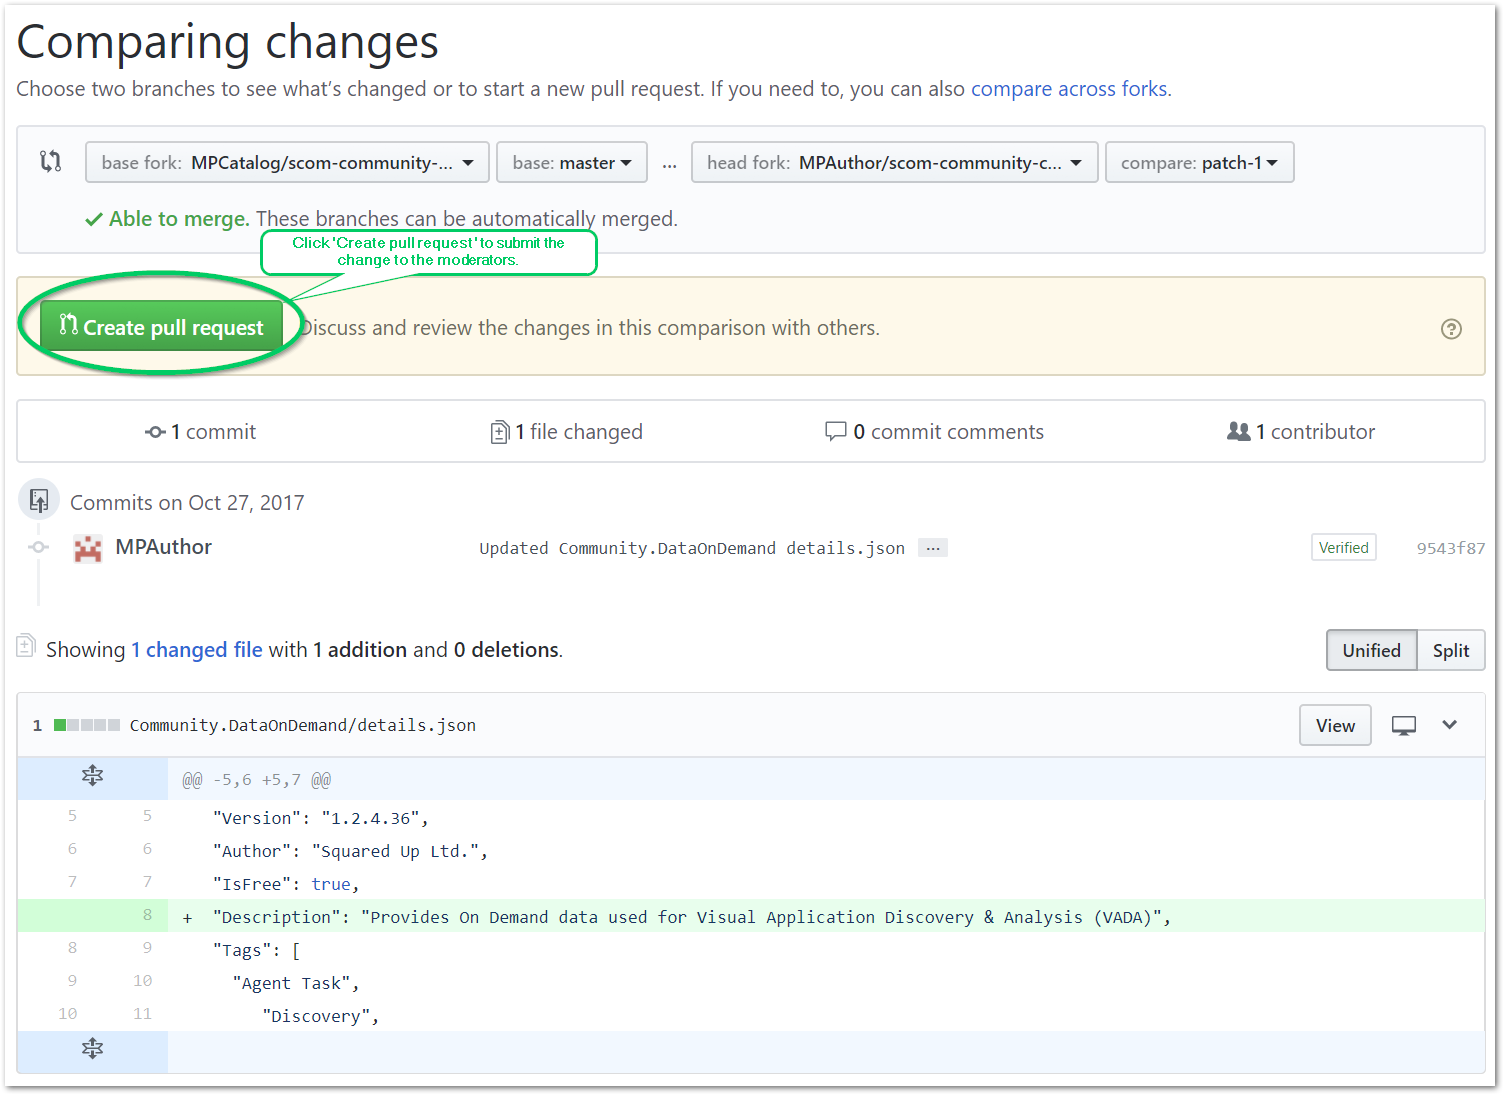 Comparing changes
Choose two branches to see what's changed or to start a new pull request. If you need to, you can also compare across forks.
base fork: MPCatalog/scom-community-... base: master ... head fork: MPAuthor/scom-community-c... compare: patch-1
Able to merge. These branches can be automatically merged.
Click 'Create pull request' to submit the
change to the moderators.
Create pull request Discuss and review the changes in this comparison with others.
1 commit 1 file changed 0 commit comments 1 contributor
Commits on Oct 27, 2017
MPAuthor Updated Community.DataOnDemand details.json ... Verified 9543f87
Showing 1 changed file with 1 addition and 0 deletions. Unified Split
1 Community.DataOnDemand/details.json View
@@ -5,6 +5,7 @@
5 5 "Version": "1.2.4.36",
6 6 "Author": "Squared Up Ltd.",
7 7 "IsFree": true,
8 + "Description": "Provides On Demand data used for Visual Application Discovery & Analysis (VADA)",
8 9 "Tags": [
9 10 "Agent Task",
10 11 "Discovery",